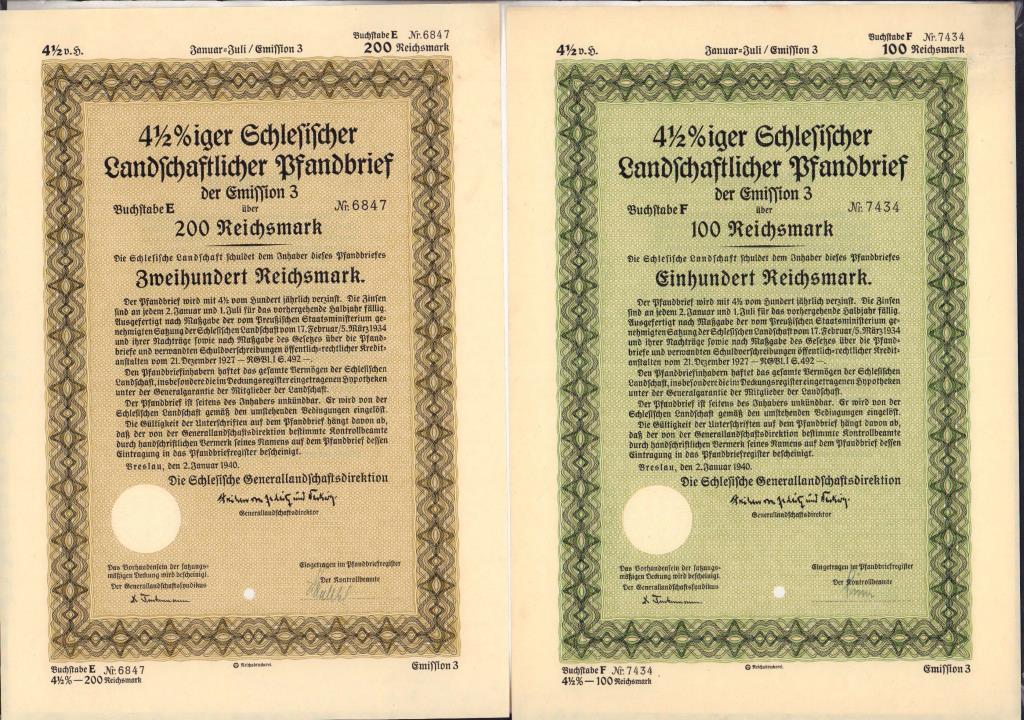 4½ v. H.
Januar=Juli / Emission 3
Buchstabe E Nr. 6847
200 Reichsmark
4½%iger Schlesischer
Landschaftlicher Pfandbrief
der Emission 3
Buchstabe E über Nr. 6847
200 Reichsmark
Die Schlesische Landschaft schuldet dem Inhaber dieses Pfandbriefes
Zweihundert Reichsmark.
Der Pfandbrief wird mit 4½ vom Hundert jährlich verzinst. Die Zinsen
sind an jedem 2. Januar und 1. Juli für das vorhergehende Halbjahr fällig.
Ausgefertigt nach Maßgabe der vom Preußischen Staatsministerium ge-
nehmigten Satzung der Schlesischen Landschaft vom 17. Februar/5. März 1934
und ihrer Nachträge sowie nach Maßgabe des Gesetzes über die Pfand-
briefe und verwandten Schuldverschreibungen öffentlich-rechtlicher Kredit-
anstalten vom 21. Dezember 1927 — RGBl. I S. 492 —.
Den Pfandbriefinhabern haftet das gesamte Vermögen der Schlesischen
Landschaft, insbesondere die im Deckungsregister eingetragenen Hypotheken
unter der Generalgarantie der Mitglieder der Landschaft.
Der Pfandbrief ist seitens des Inhabers unkündbar. Er wird von der
Schlesischen Landschaft gemäß den umstehenden Bedingungen eingelöst.
Die Gültigkeit der Unterschriften auf dem Pfandbrief hängt davon ab,
daß der von der Generallandschaftsdirektion bestimmte Kontrollbeamte
durch handschriftlichen Vermerk seines Namens auf dem Pfandbrief dessen
Eintragung in das Pfandbriefregister bescheinigt.
Breslau, den 2. Januar 1940.
Die Schlesische Generallandschaftsdirektion
Generallandschaftsdirektor
Das Vorhandensein der satzungs-
mäßigen Deckung wird bescheinigt.
Der Generallandschaftssyndikus
Eingetragen im Pfandbriefregister
Der Kontrollbeamte
Buchstabe E Nr. 6847
4½% — 200 Reichsmark
Reichsdruckerei.
Emission 3
4½ v. H.
Januar=Juli / Emission 3
Buchstabe F Nr. 7434
100 Reichsmark
4½%iger Schlesischer
Landschaftlicher Pfandbrief
der Emission 3
Buchstabe F über Nr. 7434
100 Reichsmark
Die Schlesische Landschaft schuldet dem Inhaber dieses Pfandbriefes
Einhundert Reichsmark.
Der Pfandbrief wird mit 4½ vom Hundert jährlich verzinst. Die Zinsen
sind an jedem 2. Januar und 1. Juli für das vorhergehende Halbjahr fällig.
Ausgefertigt nach Maßgabe der vom Preußischen Staatsministerium ge-
nehmigten Satzung der Schlesischen Landschaft vom 17. Februar/5. März 1934
und ihrer Nachträge sowie nach Maßgabe des Gesetzes über die Pfand-
briefe und verwandten Schuldverschreibungen öffentlich-rechtlicher Kredit-
anstalten vom 21. Dezember 1927 — RGBl. I S. 492 —.
Den Pfandbriefinhabern haftet das gesamte Vermögen der Schlesischen
Landschaft, insbesondere die im Deckungsregister eingetragenen Hypotheken
unter der Generalgarantie der Mitglieder der Landschaft.
Der Pfandbrief ist seitens des Inhabers unkündbar. Er wird von der
Schlesischen Landschaft gemäß den umstehenden Bedingungen eingelöst.
Die Gültigkeit der Unterschriften auf dem Pfandbrief hängt davon ab,
daß der von der Generallandschaftsdirektion bestimmte Kontrollbeamte
durch handschriftlichen Vermerk seines Namens auf dem Pfandbrief dessen
Eintragung in das Pfandbriefregister bescheinigt.
Breslau, den 2. Januar 1940.
Die Schlesische Generallandschaftsdirektion
Generallandschaftsdirektor
Das Vorhandensein der satzungs-
mäßigen Deckung wird bescheinigt.
Der Generallandschaftssyndikus
Eingetragen im Pfandbriefregister
Der Kontrollbeamte
Buchstabe F Nr. 7434
4½% — 100 Reichsmark
Reichsdruckerei.
Emission 3